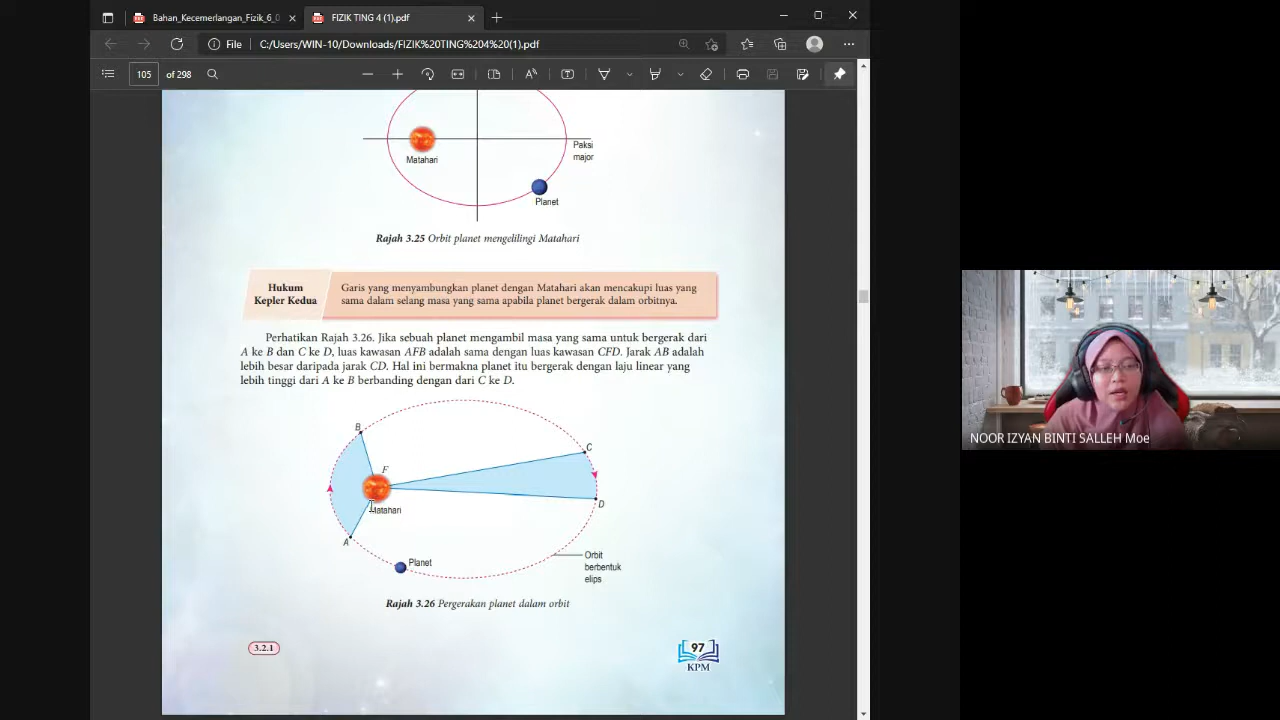 Bahan_Kecemerlangan_Fizik_6_0
FIZIK TING 4 (1).pdf
File
C:/Users/WIN-10/Downloads/FIZIK%20TING%204%20(1).pdf
105 of 298
Matahari
Paksi
major
Planet
Rajah 3.25 Orbit planet mengelilingi Matahari
Hukum
Kepler Kedua
Garis yang menyambungkan planet dengan Matahari akan mencakupi luas yang
sama dalam selang masa yang sama apabila planet bergerak dalam orbitnya.
Perhatikan Rajah 3.26. Jika sebuah planet mengambil masa yang sama untuk bergerak dari
A ke B dan C ke D, luas kawasan AFB adalah sama dengan luas kawasan CFD. Jarak AB adalah
lebih besar daripada jarak CD. Hal ini bermakna planet itu bergerak dengan laju linear yang
lebih tinggi dari A ke B berbanding dengan dari C ke D.
B
C
F
Matahari
D
A
Planet
Orbit
berbentuk
elips
Rajah 3.26 Pergerakan planet dalam orbit
3.2.1
97
KPM
NOOR IZYAN BINTI SALLEH Moe